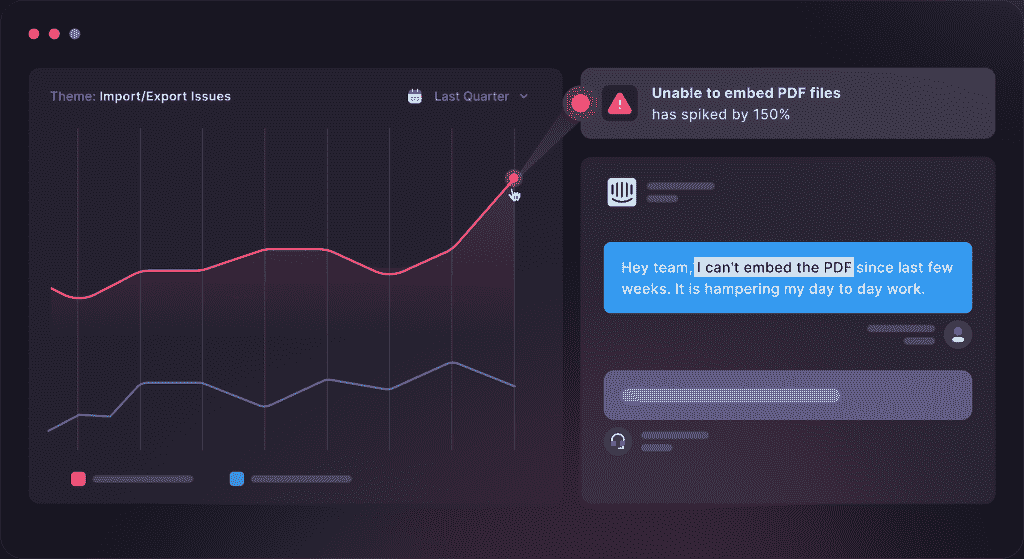 Theme: Import/Export Issues
Last Quarter
Unable to embed PDF files
has spiked by 150%
Hey team, I can't embed the PDF since last few
weeks. It is hampering my day to day work.